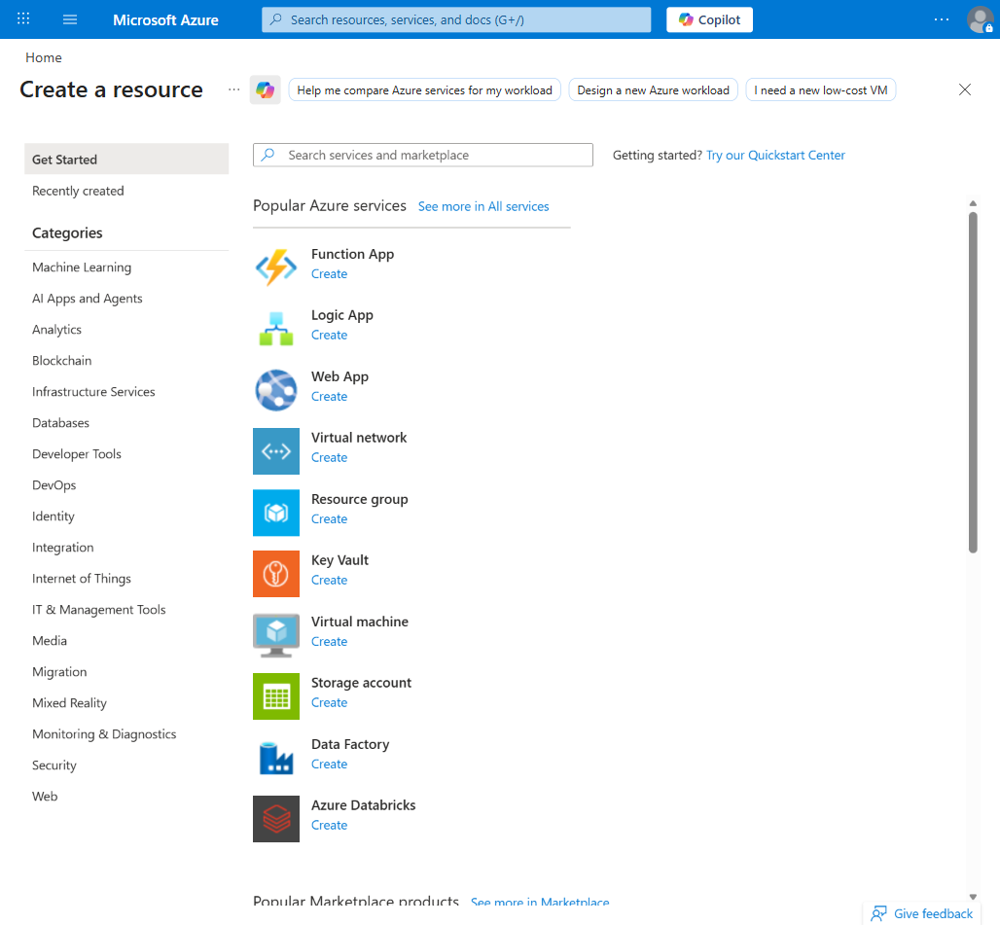 Microsoft Azure
Search resources, services, and docs (G+/)
Copilot
Home
Create a resource
Help me compare Azure services for my workload
Design a new Azure workload
I need a new low-cost VM
Get Started
Recently created
Categories
Machine Learning
AI Apps and Agents
Analytics
Blockchain
Infrastructure Services
Databases
Developer Tools
DevOps
Identity
Integration
Internet of Things
IT & Management Tools
Media
Migration
Mixed Reality
Monitoring & Diagnostics
Security
Web
Search services and marketplace
Getting started? Try our Quickstart Center
Popular Azure services See more in All services
Function App
Create
Logic App
Create
Web App
Create
Virtual network
Create
Resource group
Create
Key Vault
Create
Virtual machine
Create
Storage account
Create
Data Factory
Create
Azure Databricks
Create
Popular Marketplace products See more in Marketplace
Give feedback